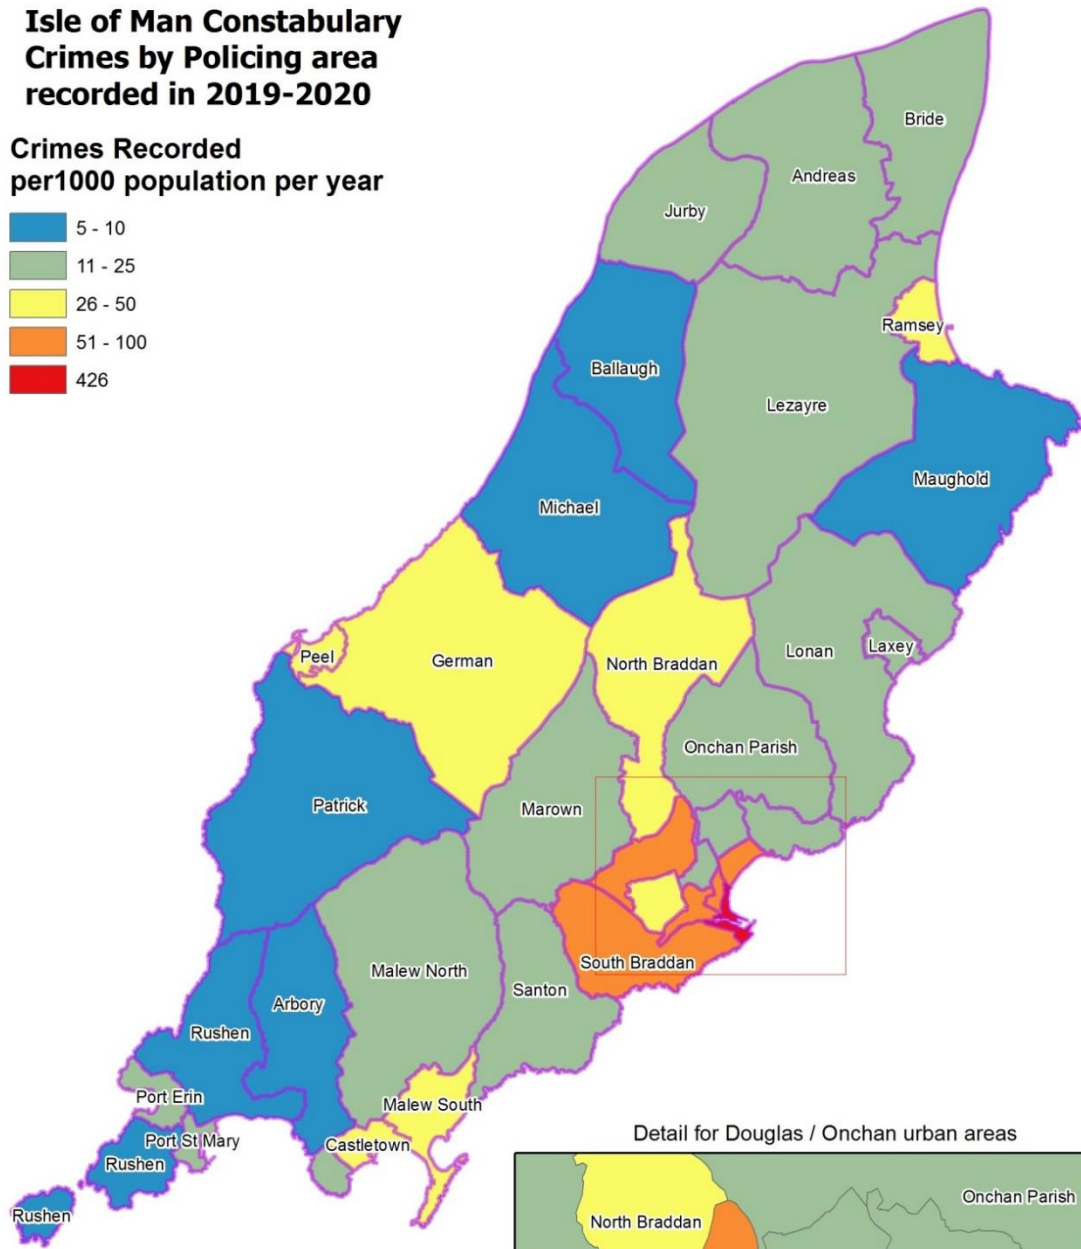 Isle of Man Constabulary
Crimes by Policing area
recorded in 2019-2020
Crimes Recorded
per1000 population per year
5 - 10
11 - 25
26 - 50
51 - 100
426
Bride
Andreas
Jurby
Ramsey
Ballaugh
Lezayre
Maughold
Michael
Peel
German
North Braddan
Lonan
Laxey
Onchan Parish
Patrick
Marown
South Braddan
Malew North
Santon
Arbory
Rushen
Port Erin
Malew South
Port St Mary
Castletown
Rushen
Rushen
Detail for Douglas / Onchan urban areas
Onchan Parish
North Braddan